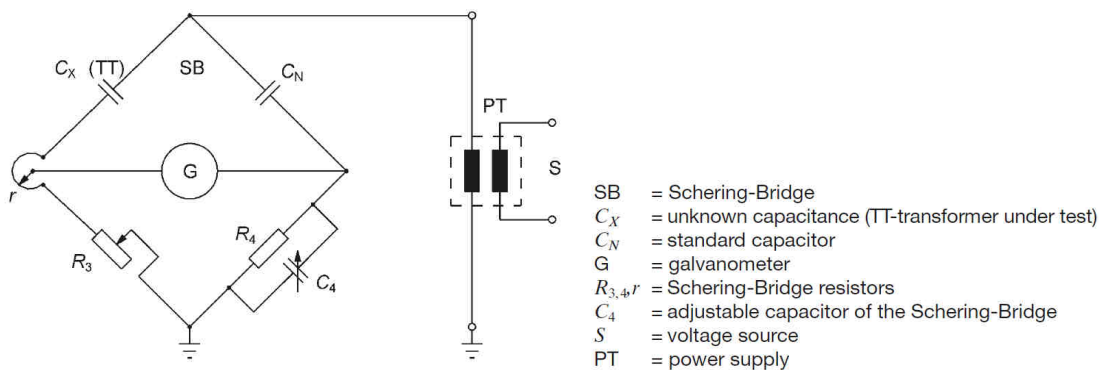 C_X (TT)
SB
C_N
PT
G
S
r
R_3
R_4
C_4
SB = Schering-Bridge
C_X = unknown capacitance (TT-transformer under test)
C_N = standard capacitor
G = galvanometer
R_3,4,r = Schering-Bridge resistors
C_4 = adjustable capacitor of the Schering-Bridge
S = voltage source
PT = power supply